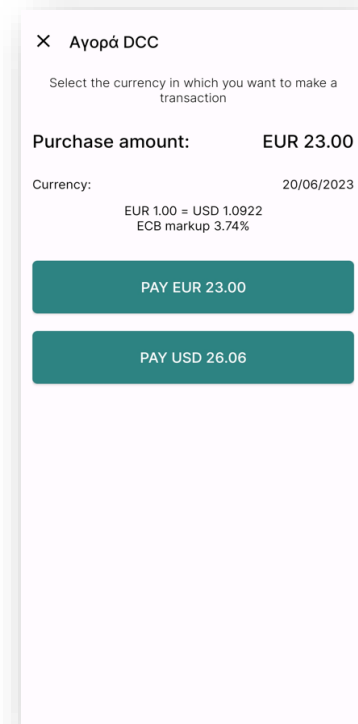 Αγορά DCC
Select the currency in which you want to make a
transaction
Purchase amount: EUR 23.00
Currency: 20/06/2023
EUR 1.00 = USD 1.0922
ECB markup 3.74%
PAY EUR 23.00
PAY USD 26.06